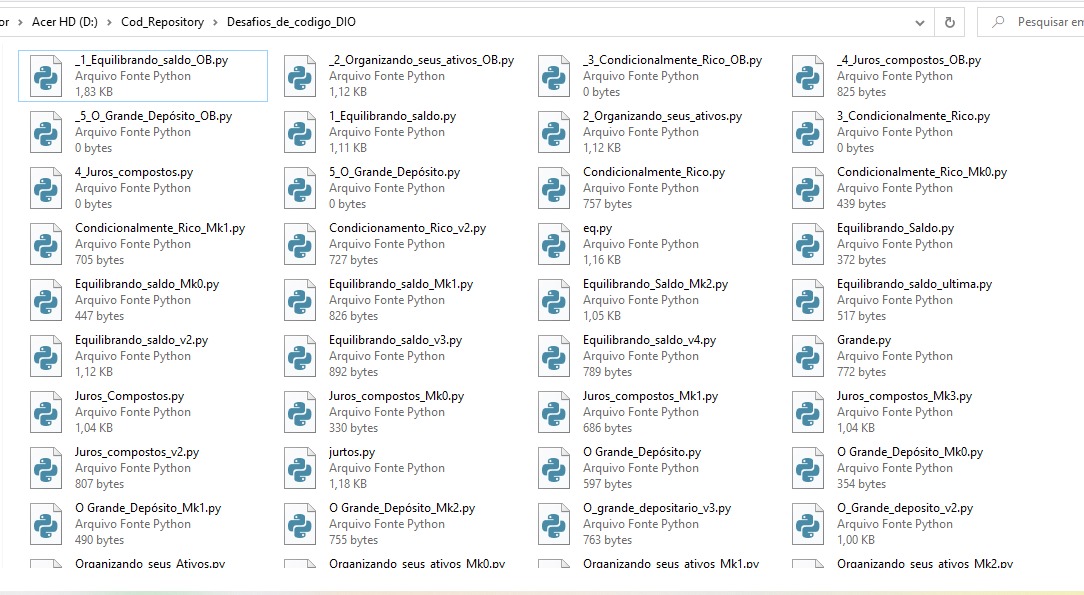 or > Acer HD (D:) > Cod_Repository > Desafios_de_codigo_DIO
Pesquisar em
_1_Equilibrando_saldo_OB.py
Arquivo Fonte Python
1,83 KB
_2_Organizando_seus_ativos_OB.py
Arquivo Fonte Python
1,12 KB
_3_Condicionalmente_Rico_OB.py
Arquivo Fonte Python
0 bytes
_4_Juros_compostos_OB.py
Arquivo Fonte Python
825 bytes
_5_O_Grande_Depósito_OB.py
Arquivo Fonte Python
0 bytes
1_Equilibrando_saldo.py
Arquivo Fonte Python
1,11 KB
2_Organizando_seus_ativos.py
Arquivo Fonte Python
1,12 KB
3_Condicionalmente_Rico.py
Arquivo Fonte Python
0 bytes
4_Juros_compostos.py
Arquivo Fonte Python
0 bytes
5_O_Grande_Depósito.py
Arquivo Fonte Python
0 bytes
Condicionalmente_Rico.py
Arquivo Fonte Python
757 bytes
Condicionalmente_Rico_Mk0.py
Arquivo Fonte Python
439 bytes
Condicionalmente_Rico_Mk1.py
Arquivo Fonte Python
705 bytes
Condicionamento_Rico_v2.py
Arquivo Fonte Python
727 bytes
eq.py
Arquivo Fonte Python
1,16 KB
Equilibrando_Saldo.py
Arquivo Fonte Python
372 bytes
Equilibrando_saldo_Mk0.py
Arquivo Fonte Python
447 bytes
Equilibrando_saldo_Mk1.py
Arquivo Fonte Python
826 bytes
Equilibrando_Saldo_Mk2.py
Arquivo Fonte Python
1,05 KB
Equilibrando_saldo_ultima.py
Arquivo Fonte Python
517 bytes
Equilibrando_saldo_v2.py
Arquivo Fonte Python
1,12 KB
Equilibrando_saldo_v3.py
Arquivo Fonte Python
892 bytes
Equilibrando_saldo_v4.py
Arquivo Fonte Python
789 bytes
Grande.py
Arquivo Fonte Python
772 bytes
Juros_Compostos.py
Arquivo Fonte Python
1,04 KB
Juros_compostos_Mk0.py
Arquivo Fonte Python
330 bytes
Juros_compostos_Mk1.py
Arquivo Fonte Python
686 bytes
Juros_compostos_Mk3.py
Arquivo Fonte Python
1,04 KB
Juros_compostos_v2.py
Arquivo Fonte Python
807 bytes
jurtos.py
Arquivo Fonte Python
1,18 KB
O Grande_Depósito.py
Arquivo Fonte Python
597 bytes
O Grande_Depósito_Mk0.py
Arquivo Fonte Python
354 bytes
O Grande_Depósito_Mk1.py
Arquivo Fonte Python
490 bytes
O Grande_Depósito_Mk2.py
Arquivo Fonte Python
755 bytes
O_grande_depositario_v3.py
Arquivo Fonte Python
763 bytes
O_Grande_deposito_v2.py
Arquivo Fonte Python
1,00 KB
Organizando_seus_Ativos.py
Organizando_seus_ativos_Mk0.py
Organizando_seus_ativos_Mk1.py
Organizando_seus_ativos_Mk2.py